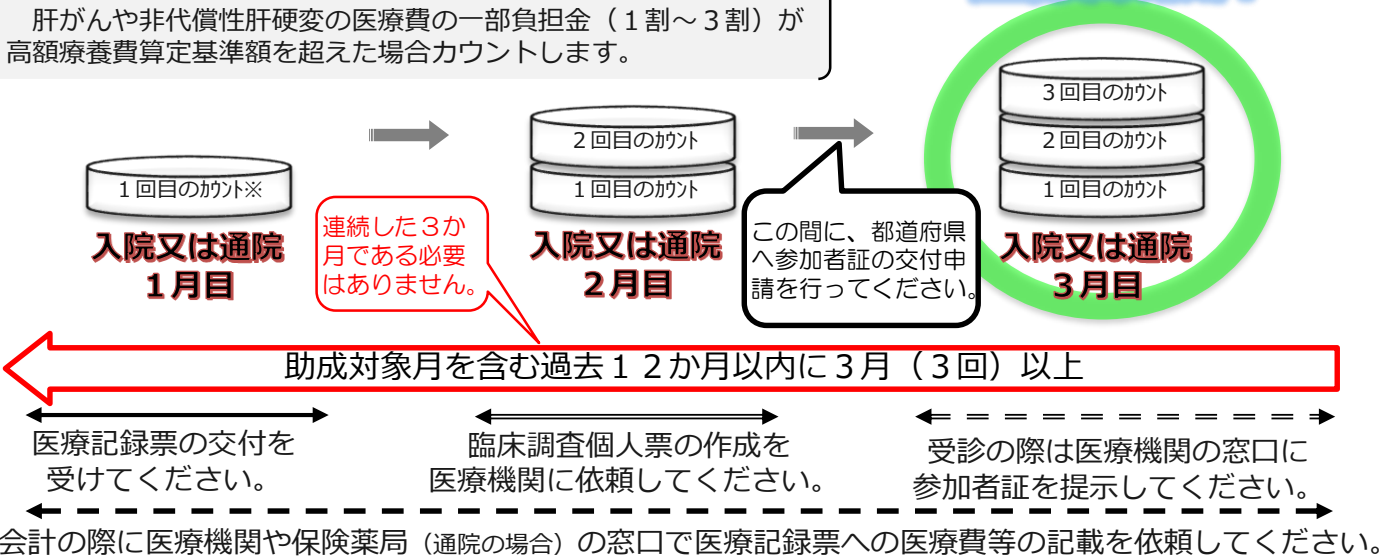 肝がんや非代償性肝硬変の医療費の一部負担金（１割～３割）が
高額療養費算定基準額を超えた場合カウントします。
３回目のｶｳﾝﾄ
２回目のｶｳﾝﾄ
２回目のｶｳﾝﾄ
１回目のｶｳﾝﾄ※
１回目のｶｳﾝﾄ
１回目のｶｳﾝﾄ
連続した３か
月である必要
はありません。
この間に、都道府県
へ参加者証の交付申
請を行ってください。
入院又は通院
１月目
入院又は通院
２月目
入院又は通院
３月目
助成対象月を含む過去１２か月以内に３月（３回）以上
医療記録票の交付を
受けてください。
臨床調査個人票の作成を
医療機関に依頼してください。
受診の際は医療機関の窓口に
参加者証を提示してください。
会計の際に医療機関や保険薬局（通院の場合）の窓口で医療記録票への医療費等の記載を依頼してください。